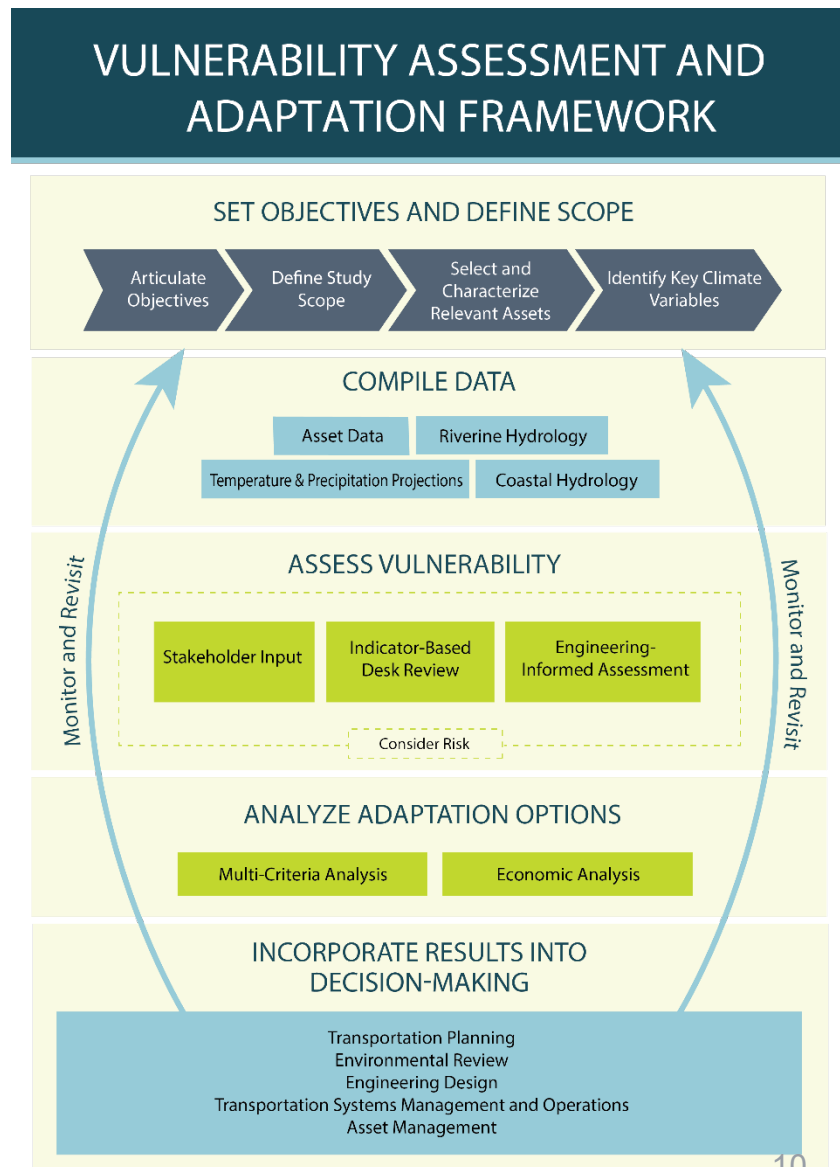 VULNERABILITY ASSESSMENT AND
ADAPTATION FRAMEWORK
SET OBJECTIVES AND DEFINE SCOPE
Articulate
Objectives
Define Study
Scope
Select and
Characterize
Relevant Assets
Identify Key Climate
Variables
COMPILE DATA
Asset Data
Riverine Hydrology
Temperature & Precipitation Projections
Coastal Hydrology
Monitor and Revisit
ASSESS VULNERABILITY
Stakeholder Input
Indicator-Based
Desk Review
Engineering-
Informed Assessment
Consider Risk
Monitor and Revisit
ANALYZE ADAPTATION OPTIONS
Multi-Criteria Analysis
Economic Analysis
INCORPORATE RESULTS INTO
DECISION-MAKING
Transportation Planning
Environmental Review
Engineering Design
Transportation Systems Management and Operations
Asset Management
10